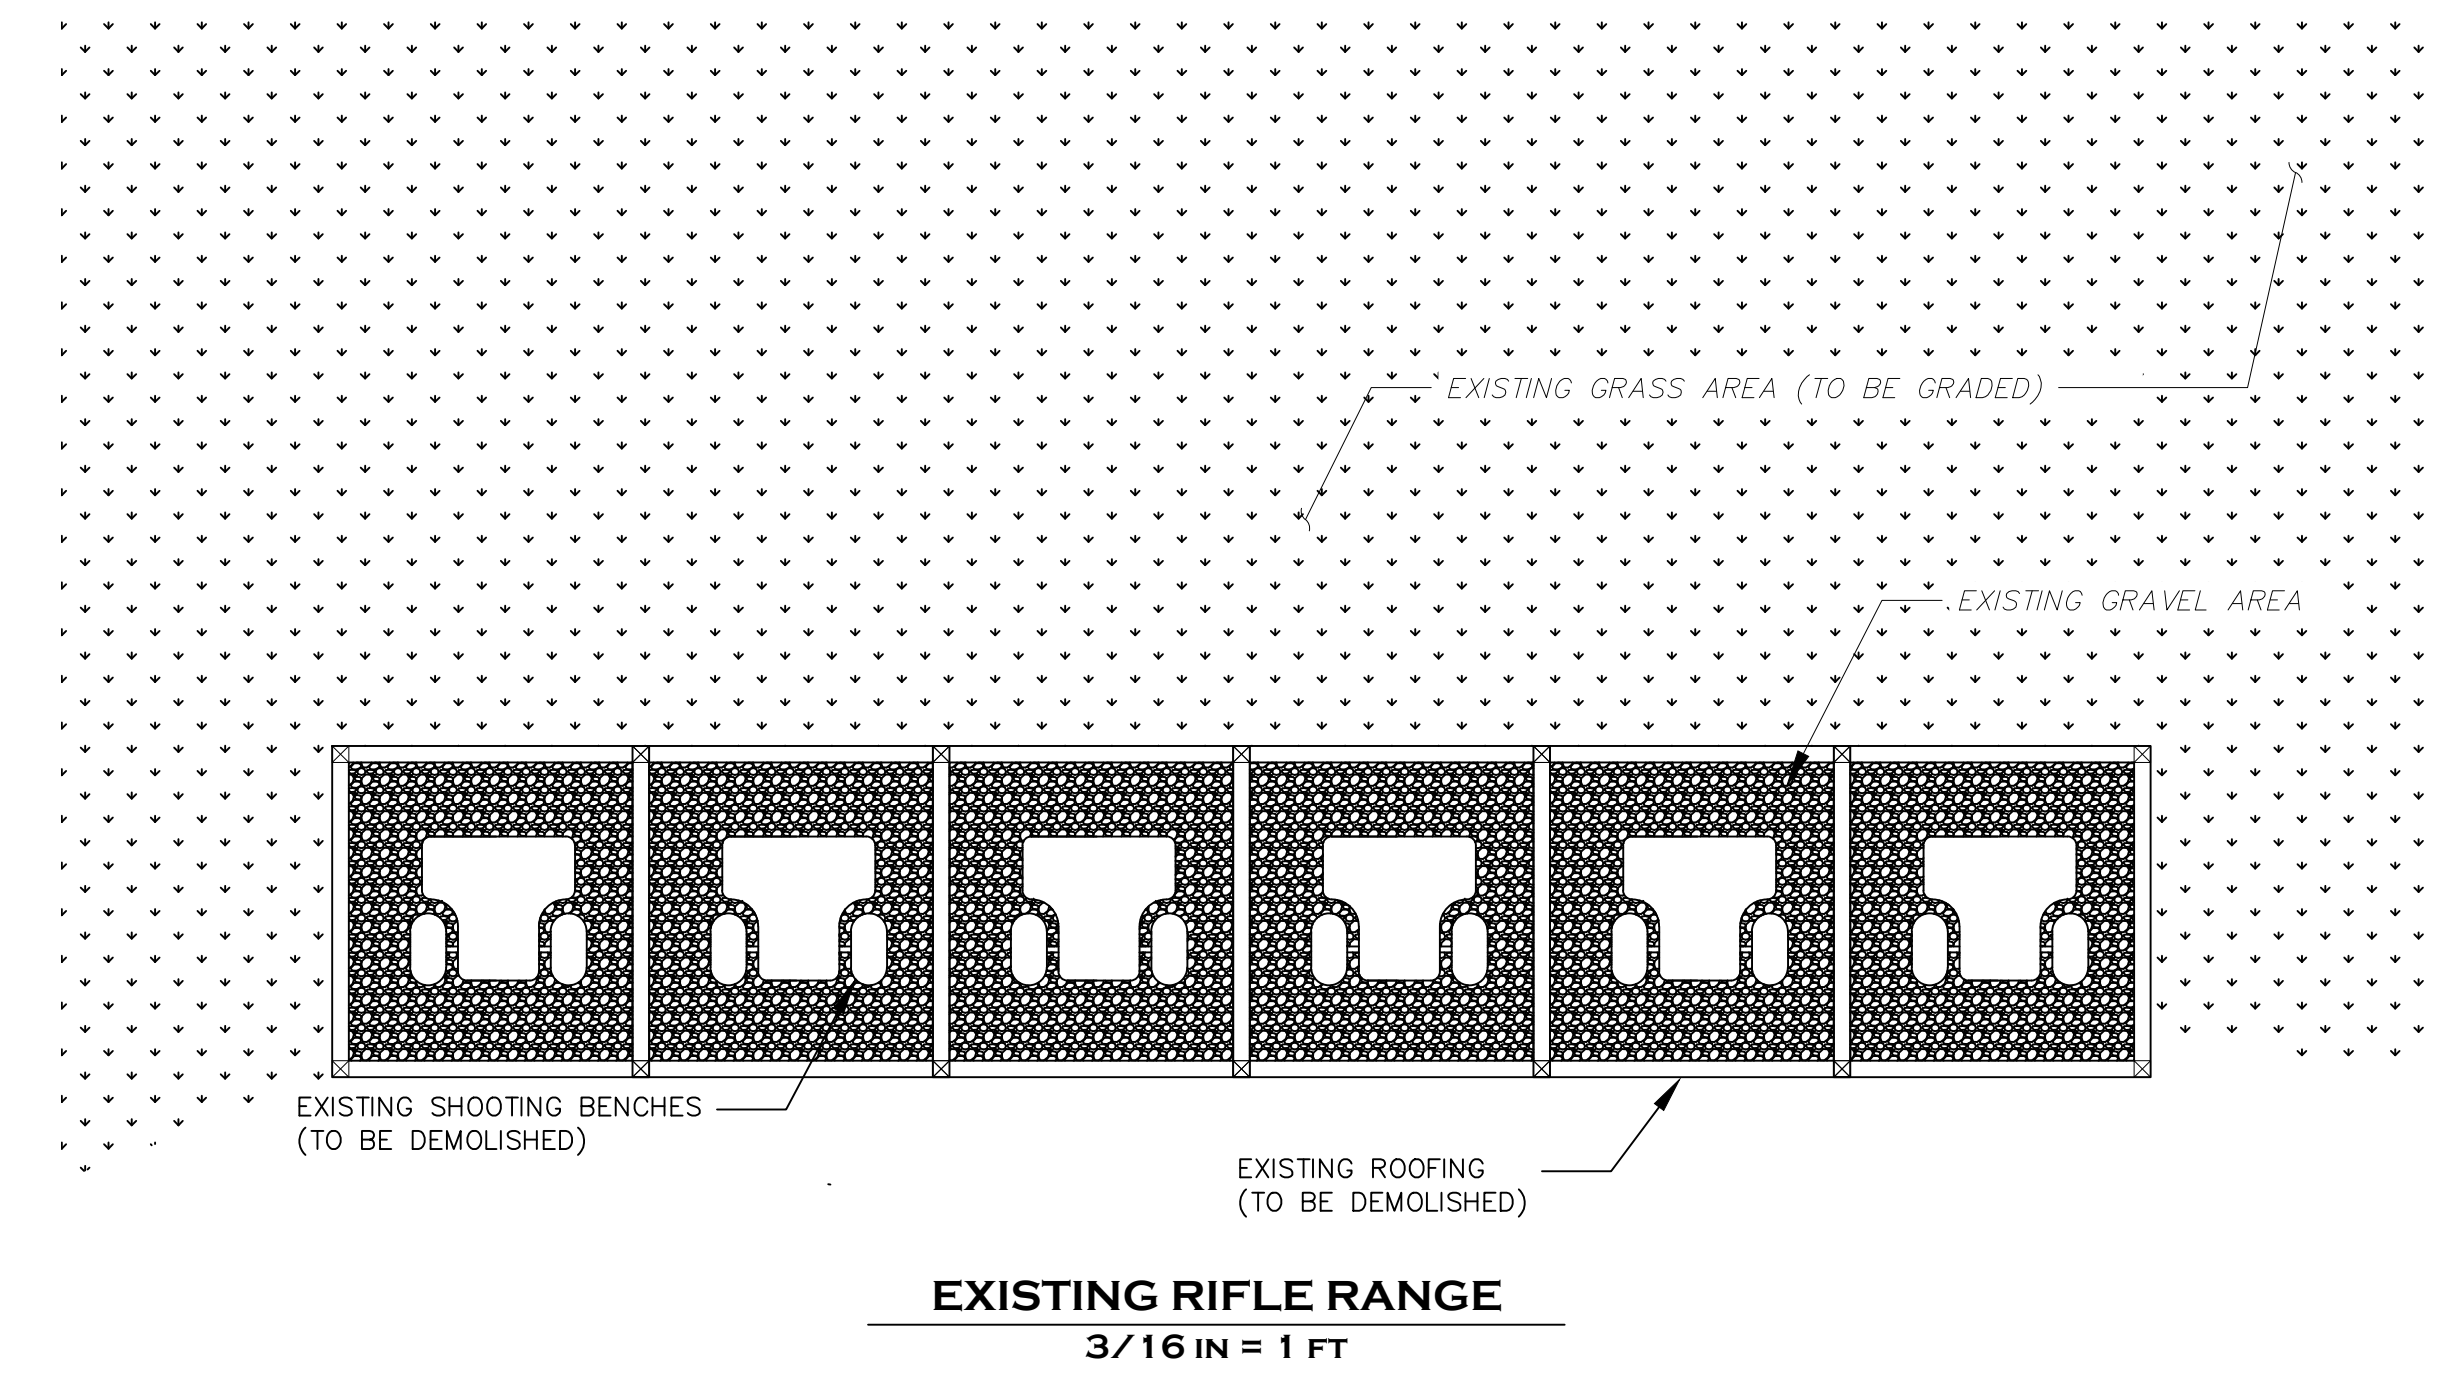 EXISTING GRASS AREA (TO BE GRADED)
EXISTING GRAVEL AREA
EXISTING SHOOTING BENCHES
(TO BE DEMOLISHED)
EXISTING ROOFING
(TO BE DEMOLISHED)
EXISTING RIFLE RANGE
3/16 IN = 1 FT